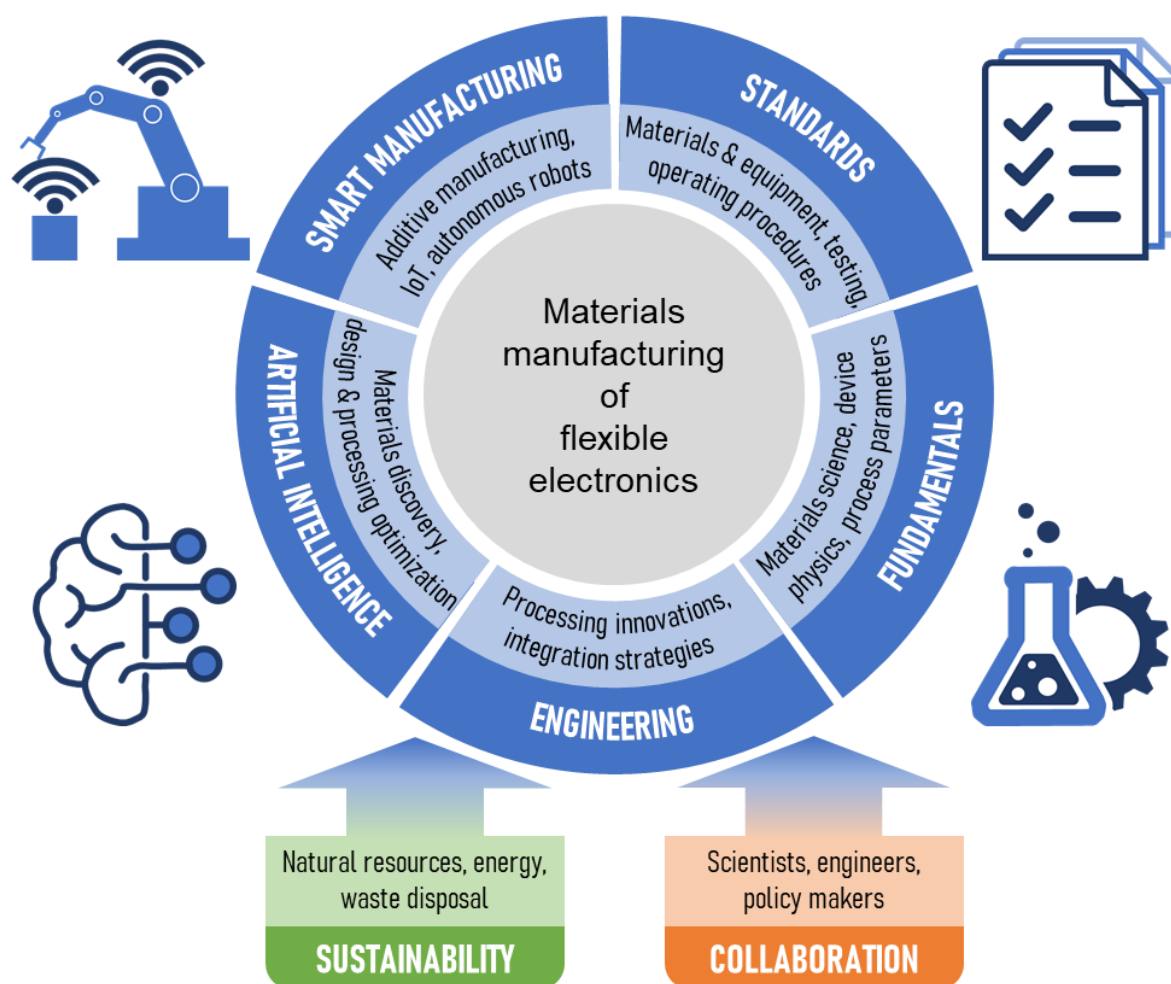 SMART MANUFACTURING
Additive manufacturing,
IoT, autonomous robots
STANDARDS
Materials & equipment, testing,
operating procedures
ARTIFICIAL INTELLIGENCE
Materials discovery,
design & processing optimization
Materials
manufacturing
of
flexible
electronics
Materials science, device
physics, process parameters
FUNDAMENTALS
Processing innovations,
integration strategies
ENGINEERING
Natural resources, energy,
waste disposal
SUSTAINABILITY
Scientists, engineers,
policy makers
COLLABORATION